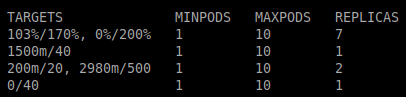 TARGETS MINPODS MAXPODS REPLICAS
103%/170%, 0%/200% 1 10 7
1500m/40 1 10 1
200m/20, 2980m/500 1 10 2
0/40 1 10 1